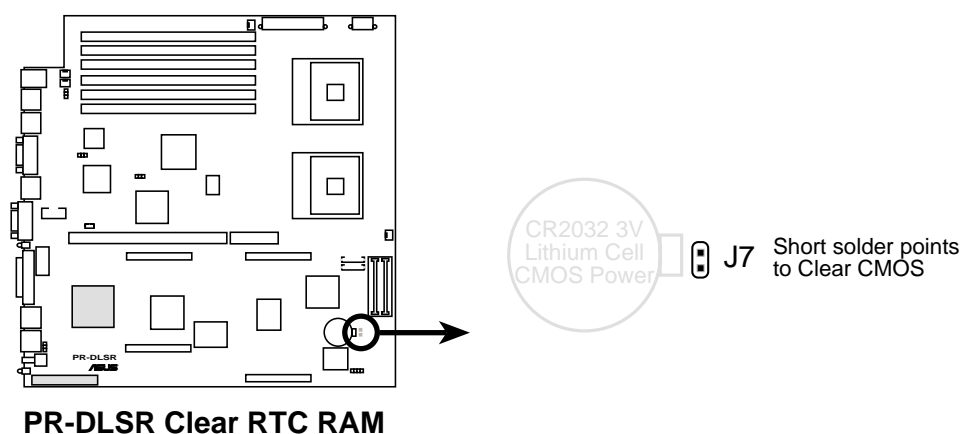 CR2032 3V
Lithium Cell
CMOS Power
J7
Short solder points
to Clear CMOS
PR-DLSR
ASUS
PR-DLSR Clear RTC RAM